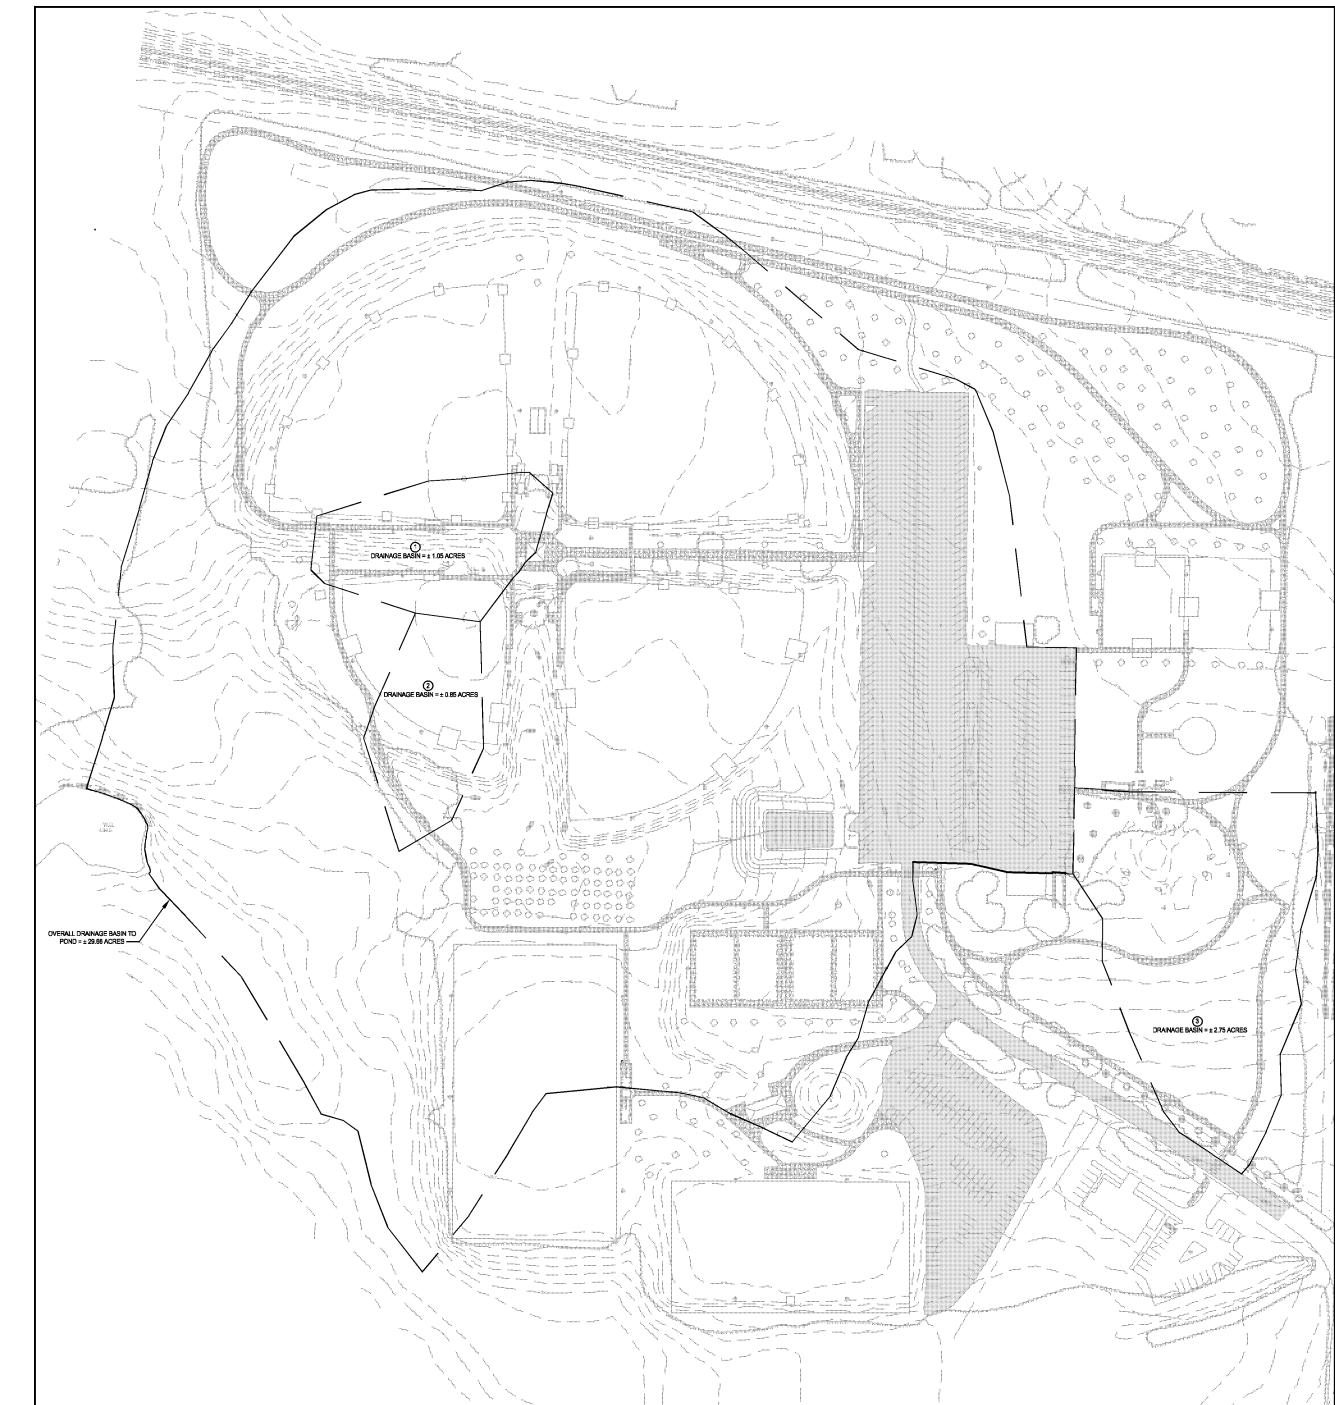 1
DRAINAGE BASIN = ± 1.05 ACRES
2
DRAINAGE BASIN = ± 0.85 ACRES
OVERALL DRAINAGE BASIN TO
POND = ± 29.66 ACRES
3
DRAINAGE BASIN = ± 2.75 ACRES